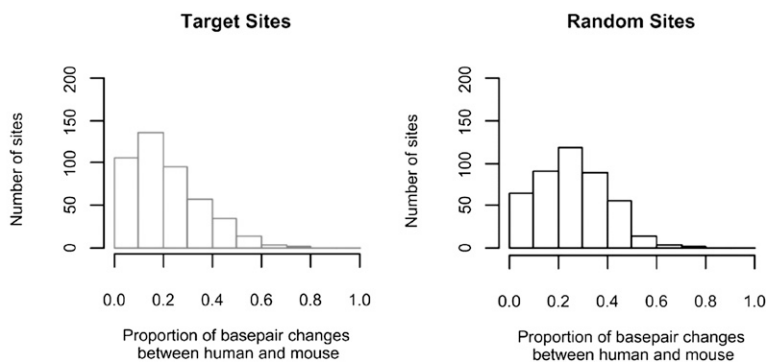 Target Sites
Number of sites
200
150
100
50
0
0.0 0.2 0.4 0.6 0.8 1.0
Proportion of basepair changes
between human and mouse
Random Sites
Number of sites
200
150
100
50
0
0.0 0.2 0.4 0.6 0.8 1.0
Proportion of basepair changes
between human and mouse